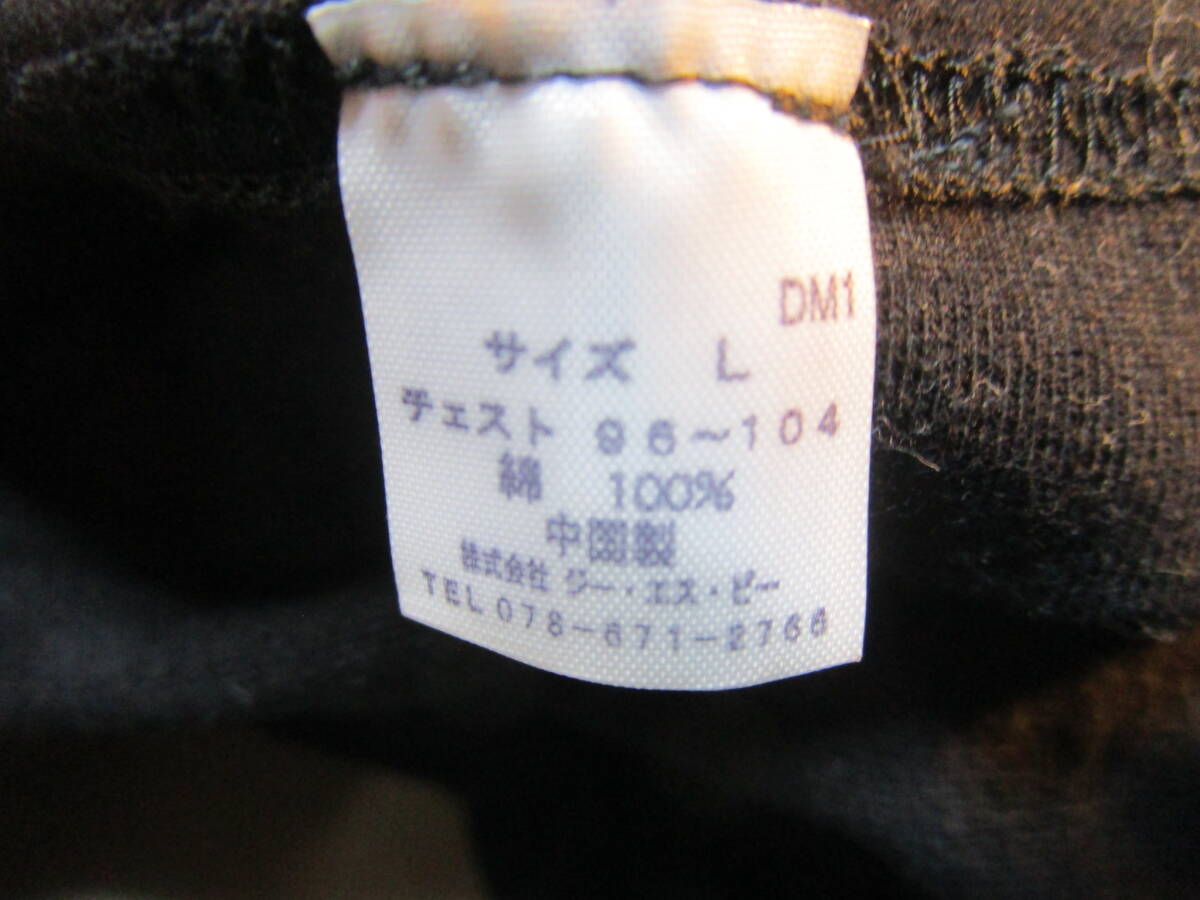 DM1
サイズ L
チェスト 96～104
綿 100%
中国製
株式会社 ジー・エス・ビー
TEL 078-671-2766